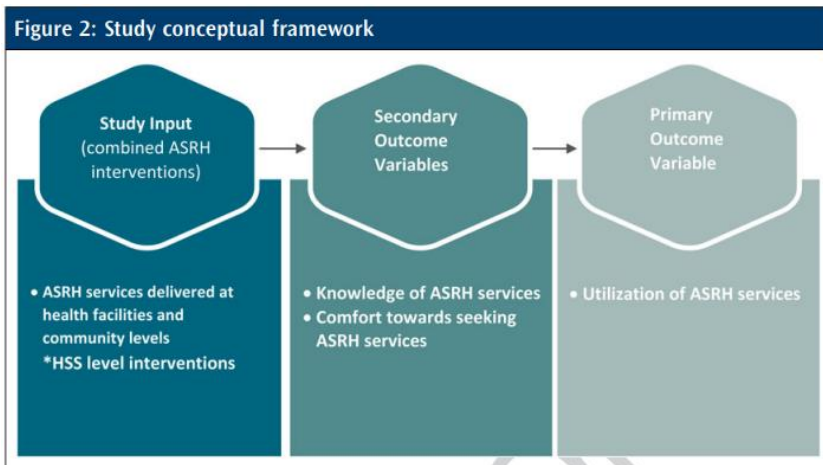 Figure 2: Study conceptual framework
Study Input
(combined ASRH
interventions)
• ASRH services delivered at
health facilities and
community levels
*HSS level interventions
Secondary
Outcome
Variables
• Knowledge of ASRH services
• Comfort towards seeking
ASRH services
Primary
Outcome
Variable
• Utilization of ASRH services